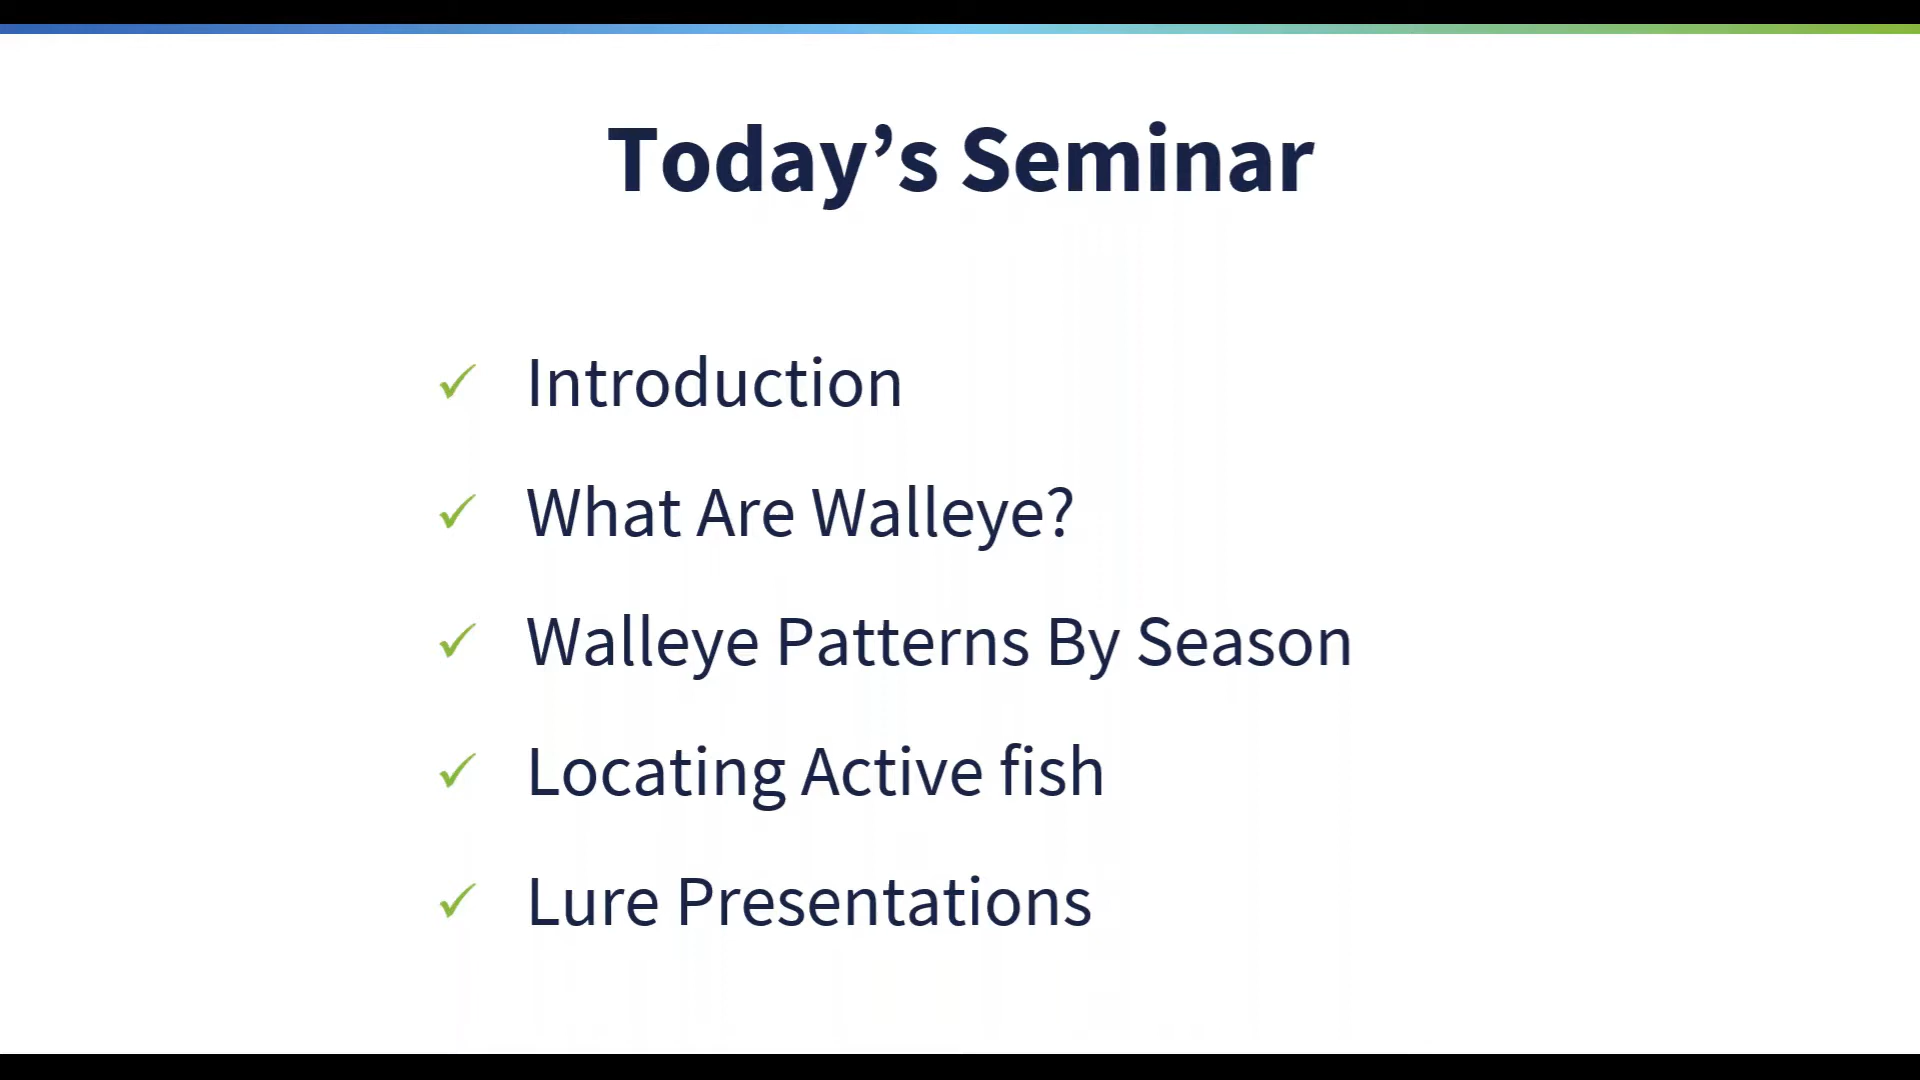 Today’s Seminar
✓ Introduction
✓ What Are Walleye?
✓ Walleye Patterns By Season
✓ Locating Active fish
✓ Lure Presentations